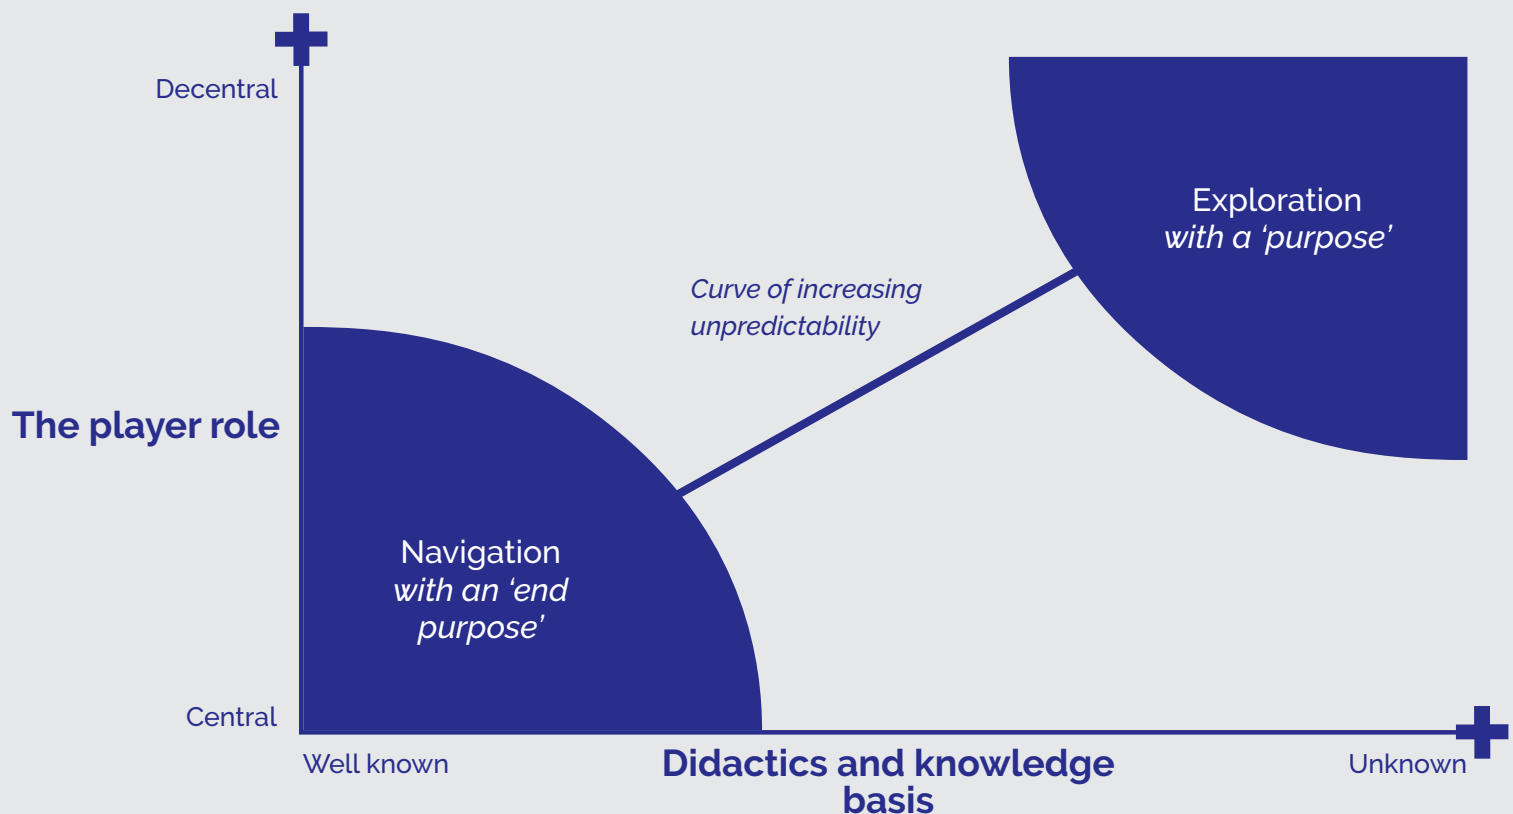 Decentral
Exploration
with a ‘purpose’
Curve of increasing
unpredictability
The player role
Navigation
with an ‘end
purpose’
Central
Well known
Didactics and knowledge
basis
Unknown